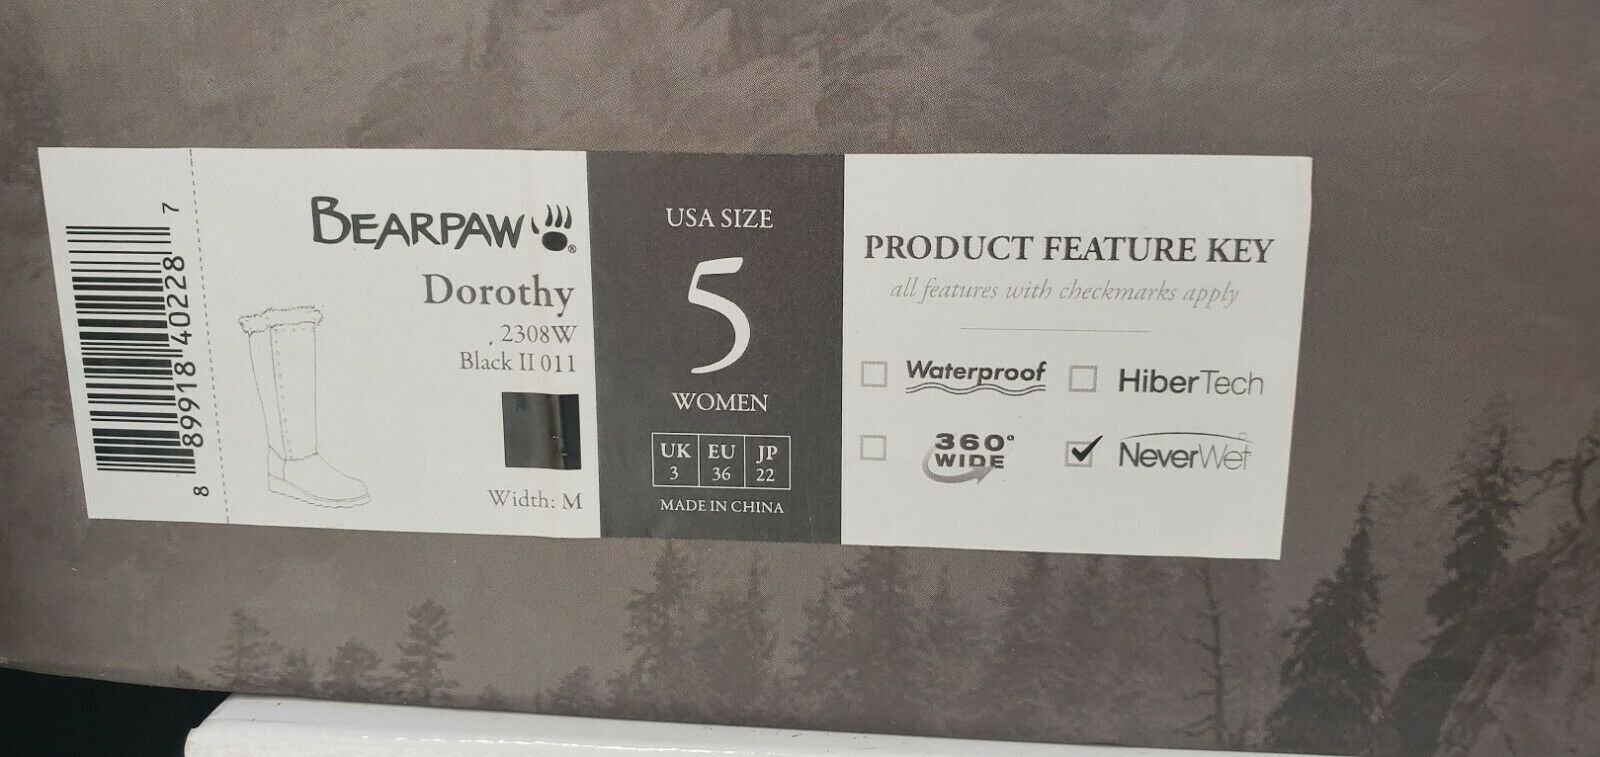 8 89918 40228 7
BEARPAW®
Dorothy
2308W
Black II 011
Width: M
USA SIZE
5
WOMEN
UK EU JP
3 36 22
MADE IN CHINA
PRODUCT FEATURE KEY
all features with checkmarks apply
Waterproof HiberTech
360° WIDE ✓ NeverWet